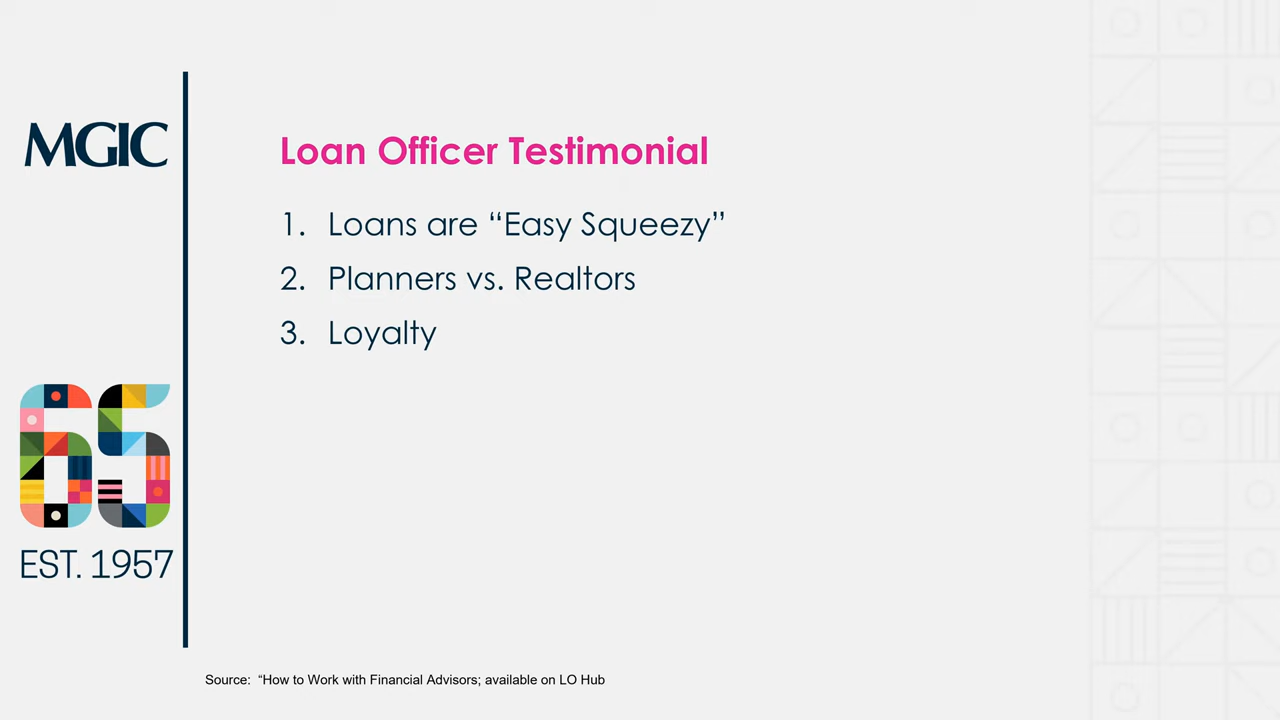 MGIC
Loan Officer Testimonial
1. Loans are “Easy Squeezy”
2. Planners vs. Realtors
3. Loyalty
65
EST. 1957
Source: “How to Work with Financial Advisors; available on LO Hub